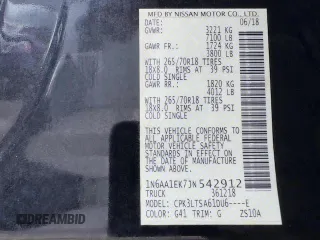 MFD BY NISSAN MOTOR CO., LTD.
06/18
GVWR: 3221 KG
7100 LB
GAWR FR: 1724 KG
3800 LB
WITH 265/70R18 TIRES
18X8.0 RIMS AT 39 PSI
COLD SINGLE
GAWR RR: 1820 KG
4012 LB
WITH 265/70R18 TIRES
18X8.0 RIMS AT 39 PSI
COLD SINGLE
THIS VEHICLE CONFORMS TO ALL APPLICABLE
FEDERAL MOTOR VEHICLE SAFETY
STANDARDS IN EFFECT ON THE DATE OF
MANUFACTURE SHOWN ABOVE.
1N6AA1EK7JN542912
TRUCK 361218
MODEL: CPK3LTSA61DU6----E
COLOR: G41 TRIM: G ZS10A
DREAMBID